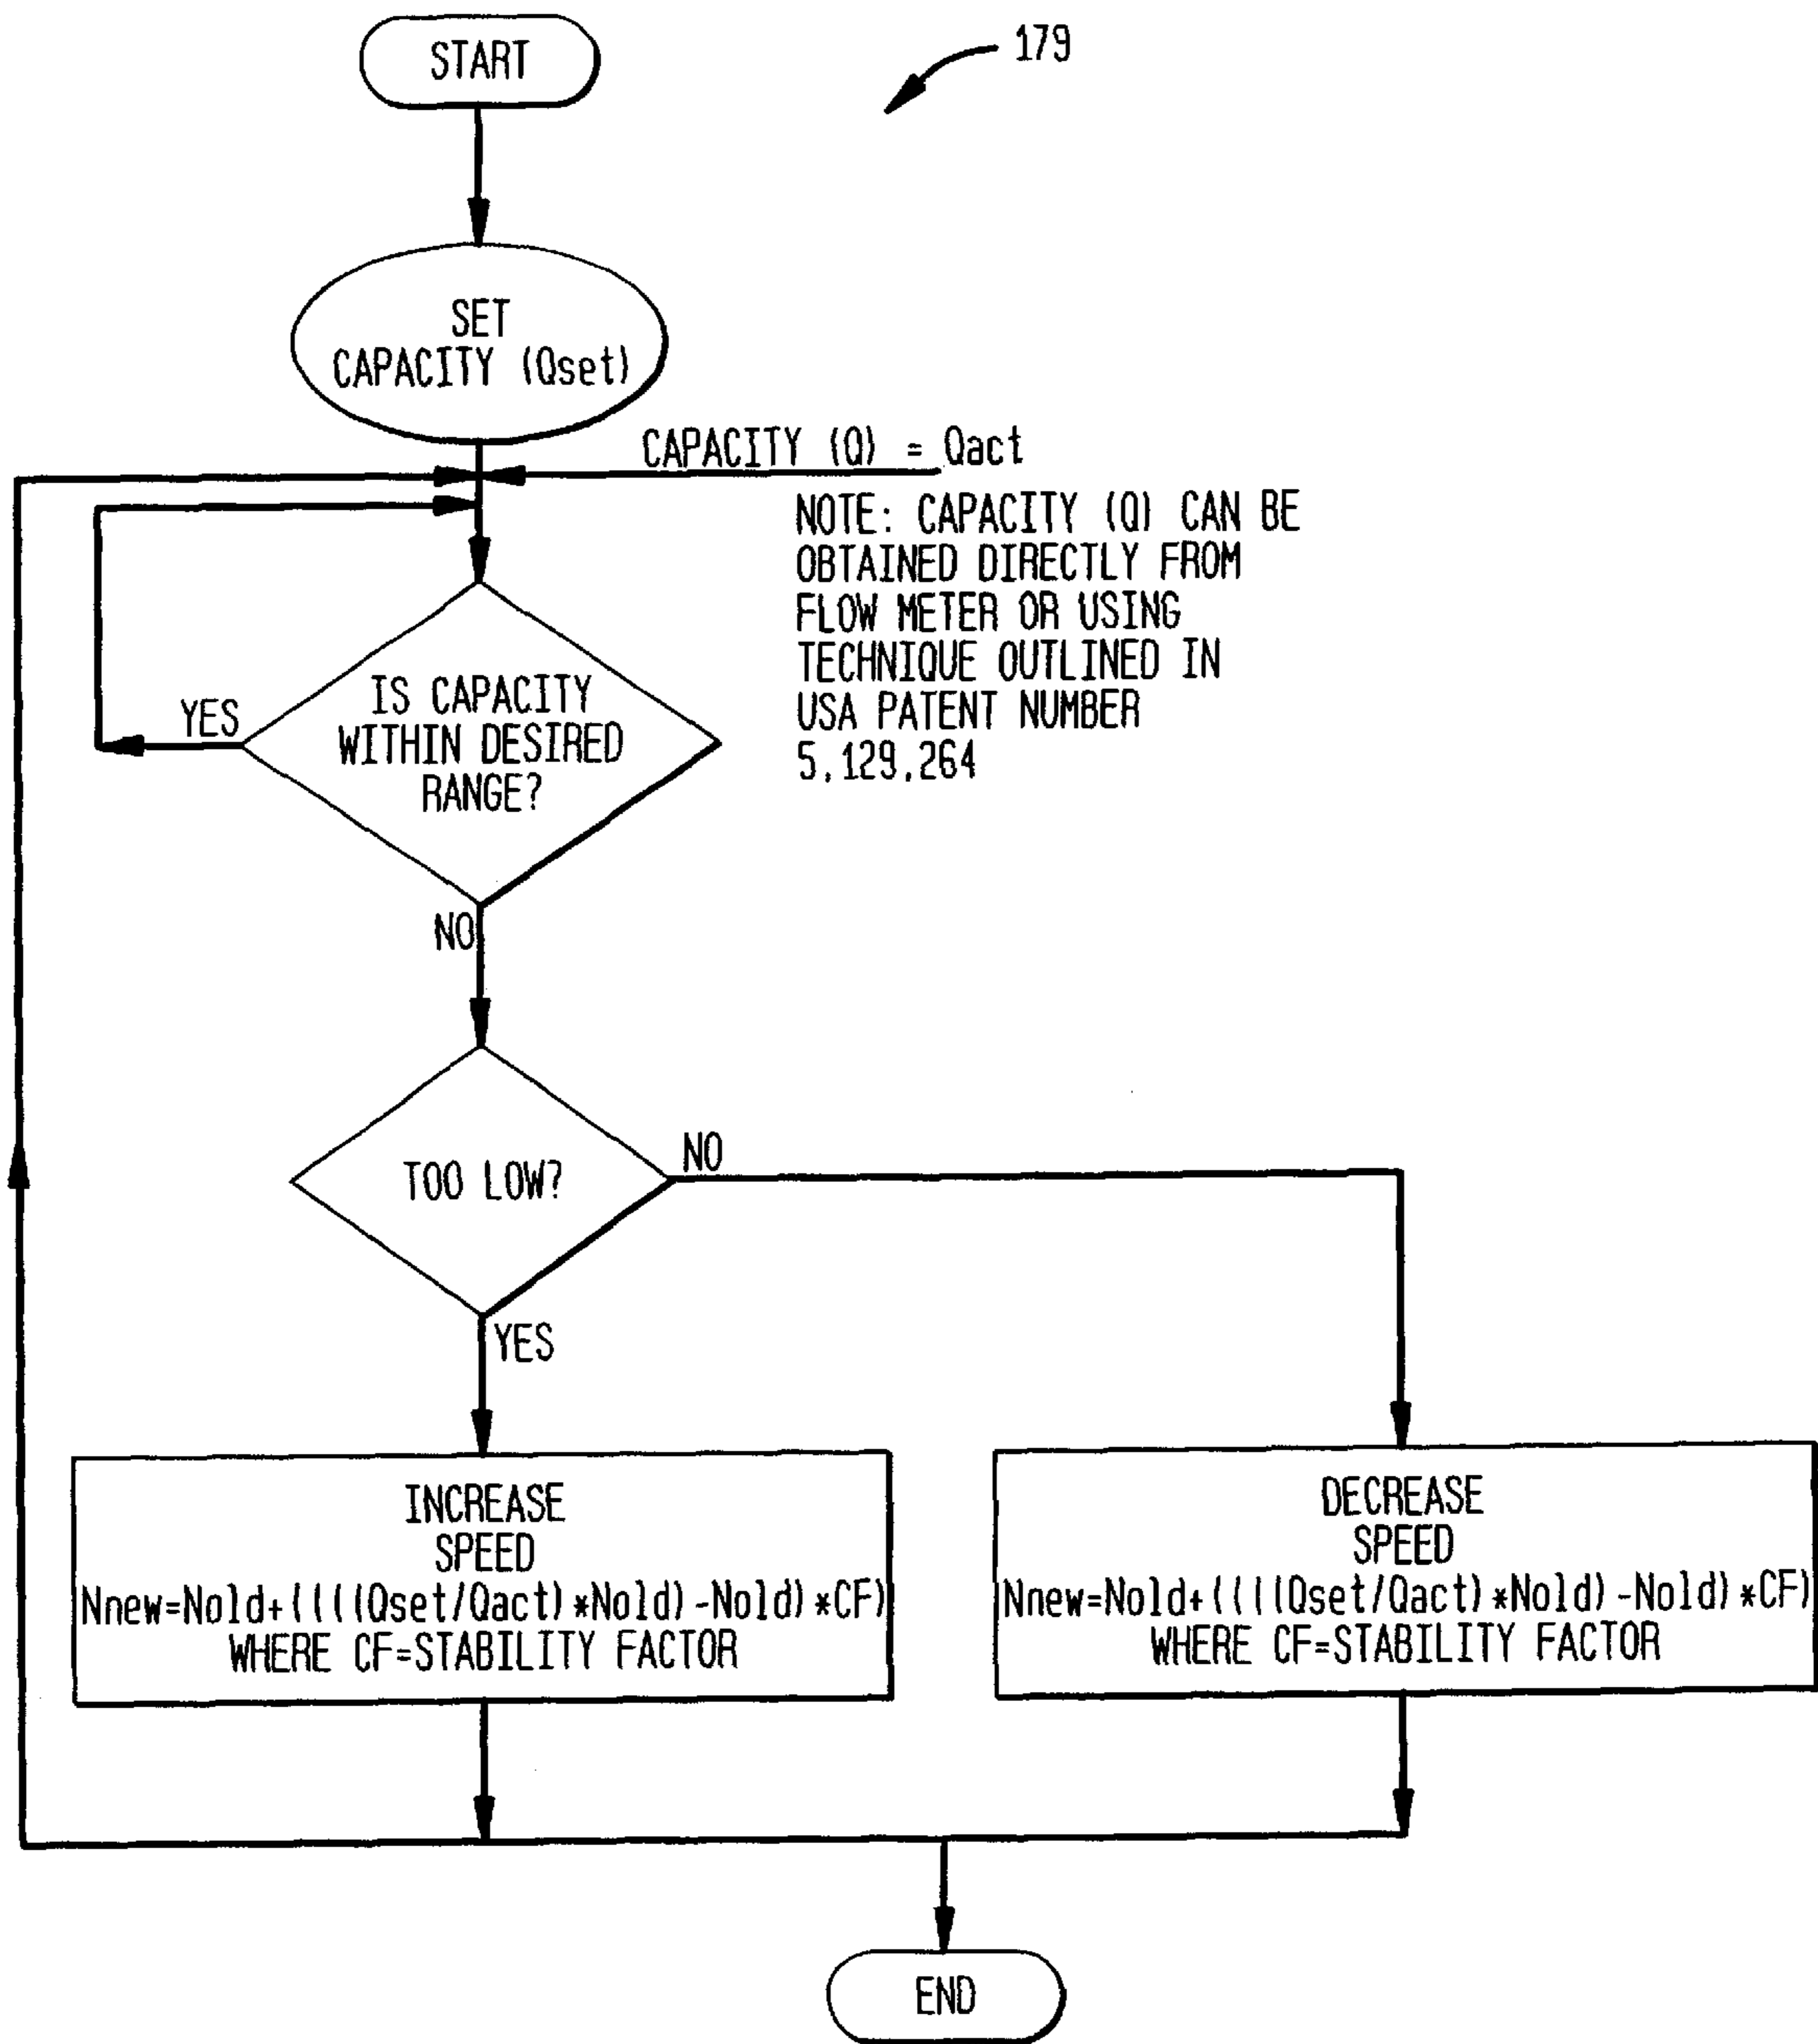 START
179
SET
CAPACITY (Qset)
CAPACITY (Q) = Qact
NOTE: CAPACITY (Q) CAN BE
OBTAINED DIRECTLY FROM
FLOW METER OR USING
TECHNIQUE OUTLINED IN
USA PATENT NUMBER
5,129,264
IS CAPACITY
WITHIN DESIRED
RANGE?
YES
NO
TOO LOW?
NO
YES
INCREASE
SPEED
Nnew=Nold+((((Qset/Qact)*Nold)-Nold)*CF)
WHERE CF=STABILITY FACTOR
DECREASE
SPEED
Nnew=Nold+((((Qset/Qact)*Nold)-Nold)*CF)
WHERE CF=STABILITY FACTOR
END